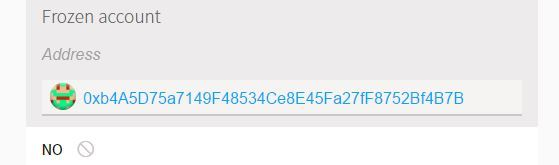 Frozen account
Address
0xb4A5D75a7149F48534Ce8E45Fa27fF8752Bf4B7B
NO